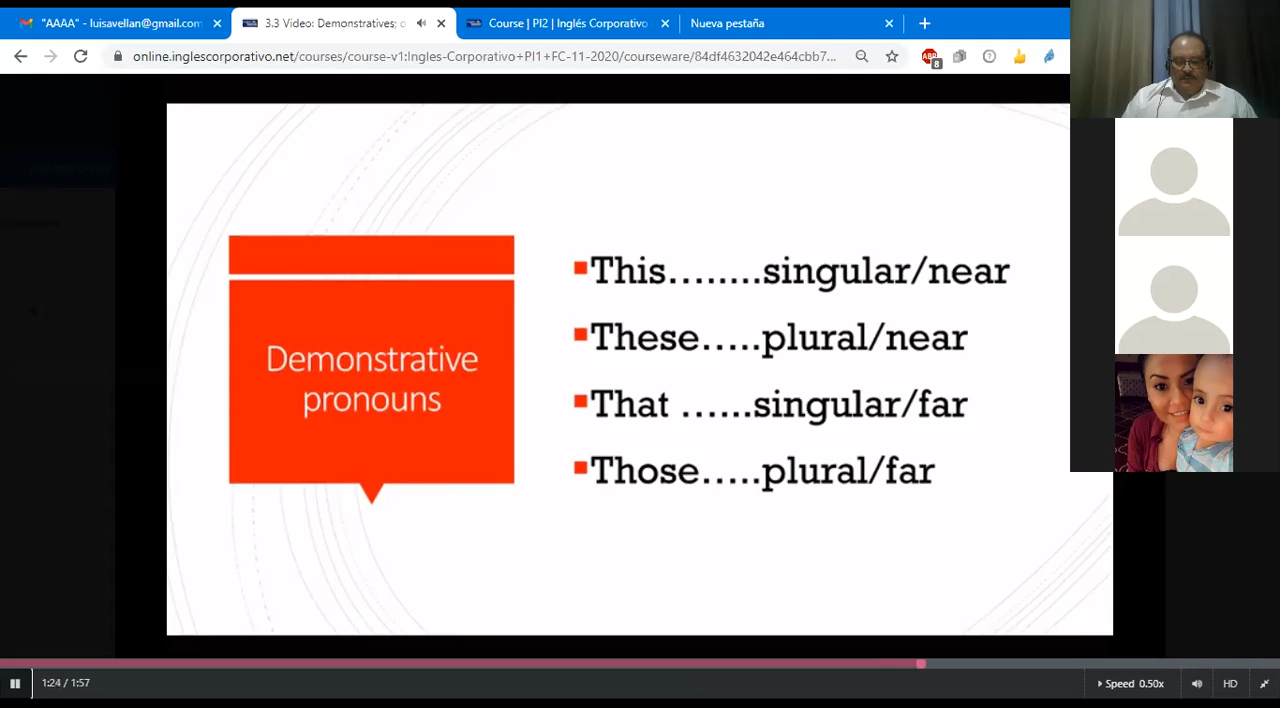 "AAAA" - luisavellan@gmail.com
3.3 Video: Demonstratives; o
Course | PI2 | Inglés Corporativo
Nueva pestaña
online.inglescorporativo.net/courses/course-v1:Ingles-Corporativo+PI1+FC-11-2020/courseware/84df4632042e464cbb7...
ABP
8
Demonstrative
pronouns
This........singular/near
These.....plural/near
That ......singular/far
Those.....plural/far
1:24 / 1:57
Speed 0.50x
HD